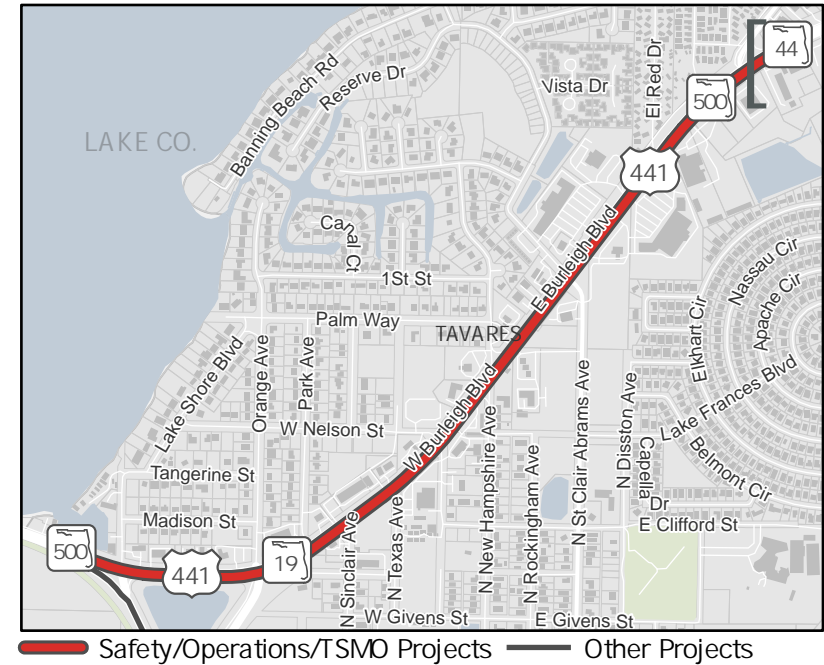 44
Vista Dr
El Red Dr
500
Banning Beach Rd
Reserve Dr
LAKE CO.
441
Canal Ct
E Burleigh Blvd
1St St
Nassau Cir
Apache Cir
Elkhart Cir
Palm Way
TAVARES
Lake Shore Blvd
Orange Ave
Park Ave
W Burleigh Blvd
N St Clair Abrams Ave
N Disston Ave
Lake Frances Blvd
W Nelson St
N New Hampshire Ave
N Rockingham Ave
Capella
Dr
Belmont Cir
Tangerine St
Madison St
N Sinclair Ave
N Texas Ave
E Clifford St
500
441
19
W Givens St
E Givens St
Safety/Operations/TSMO Projects
Other Projects